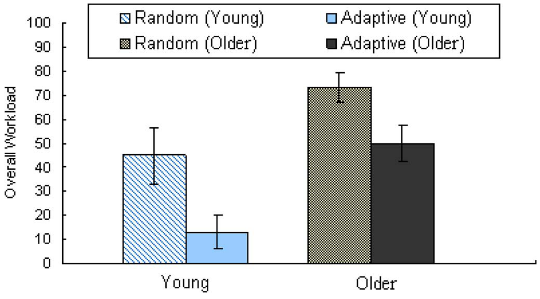 Random (Young) Adaptive (Young)
Random (Older) Adaptive (Older)
Overall Workload
100
90
80
70
60
50
40
30
20
10
0
Young Older